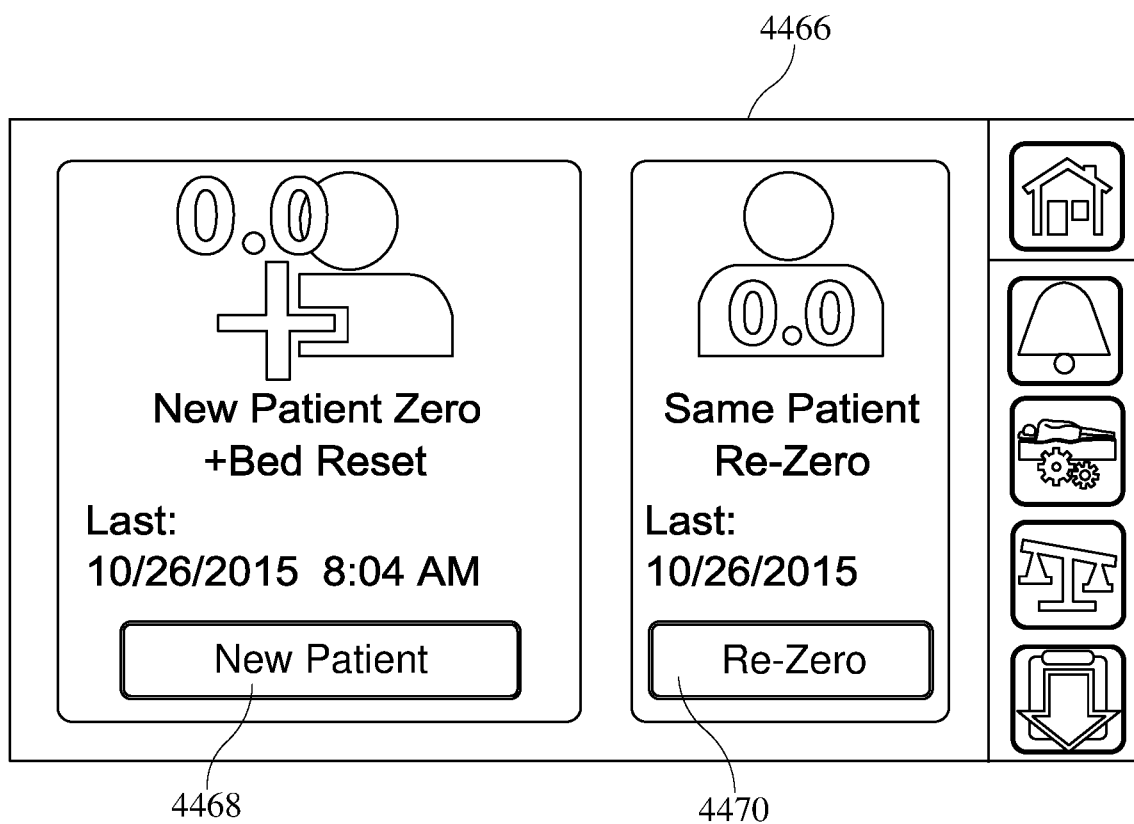 4466
0.0
New Patient Zero
+Bed Reset
Last:
10/26/2015 8:04 AM
New Patient
0.0
Same Patient
Re-Zero
Last:
10/26/2015
Re-Zero
4468
4470